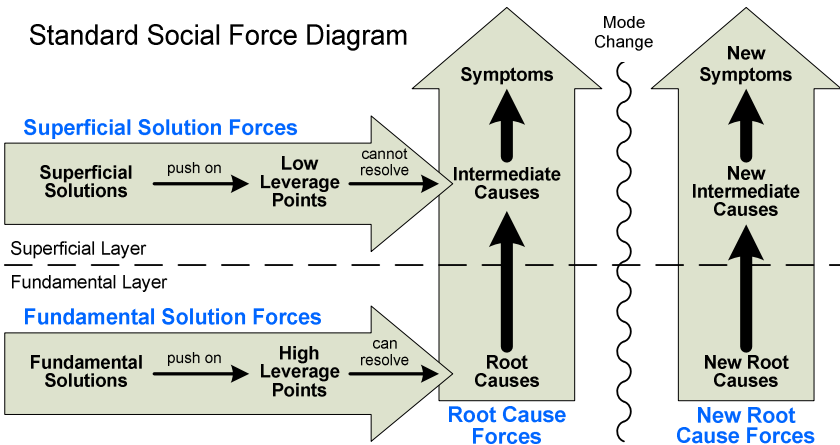 Standard Social Force Diagram
Mode
Change
Symptoms
New
Symptoms
Superficial Solution Forces
Superficial
Solutions
push on
Low
Leverage
Points
cannot
resolve
Intermediate
Causes
New
Intermediate
Causes
Superficial Layer
Fundamental Layer
Fundamental Solution Forces
Fundamental
Solutions
push on
High
Leverage
Points
can
resolve
Root
Causes
New Root
Causes
Root Cause
Forces
New Root
Cause Forces